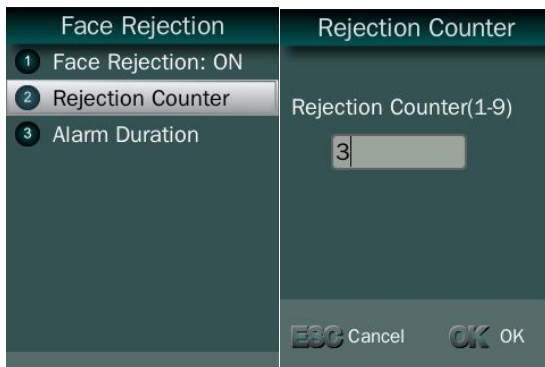 Face Rejection
1 Face Rejection: ON
2 Rejection Counter
3 Alarm Duration
Rejection Counter
Rejection Counter(1-9)
3
ESC Cancel OK OK